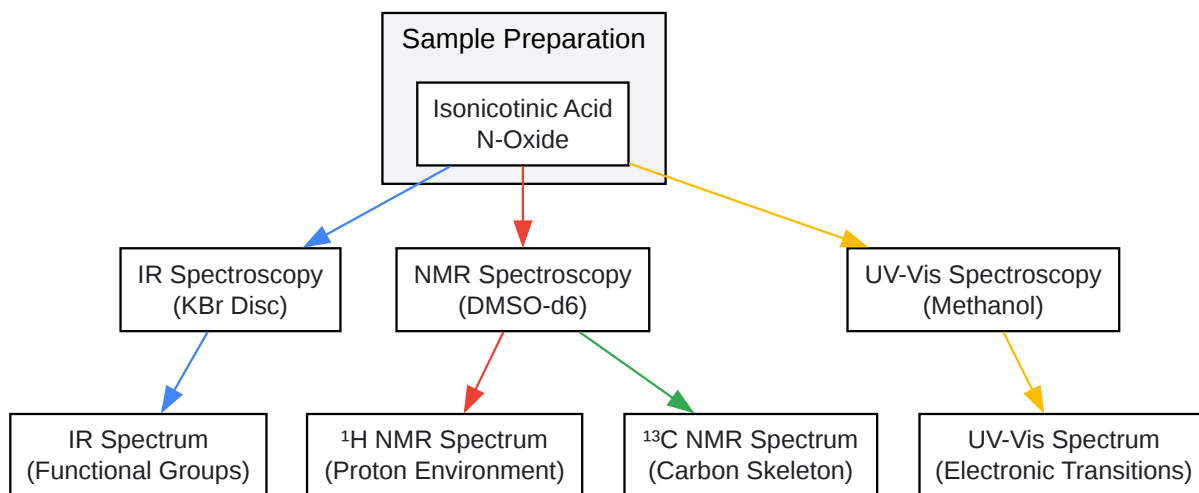 Sample Preparation
Isonicotinic Acid
N-Oxide
IR Spectroscopy
(KBr Disc)
NMR Spectroscopy
(DMSO-d6)
UV-Vis Spectroscopy
(Methanol)
IR Spectrum
(Functional Groups)
¹H NMR Spectrum
(Proton Environment)
¹³C NMR Spectrum
(Carbon Skeleton)
UV-Vis Spectrum
(Electronic Transitions)